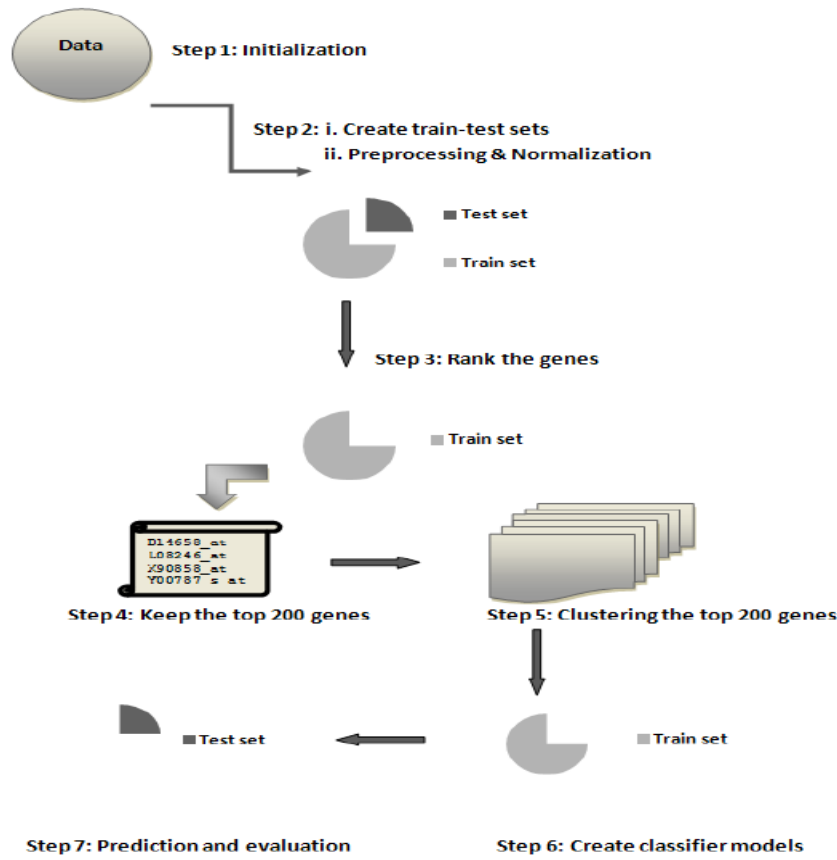 Data
Step 1: Initialization
Step 2: i. Create train-test sets
ii. Preprocessing & Normalization
Test set
Train set
Step 3: Rank the genes
Train set
D14658_at
L08246_at
X90858_at
Y00787 s at
Step 4: Keep the top 200 genes
Step 5: Clustering the top 200 genes
Test set
Train set
Step 7: Prediction and evaluation
Step 6: Create classifier models